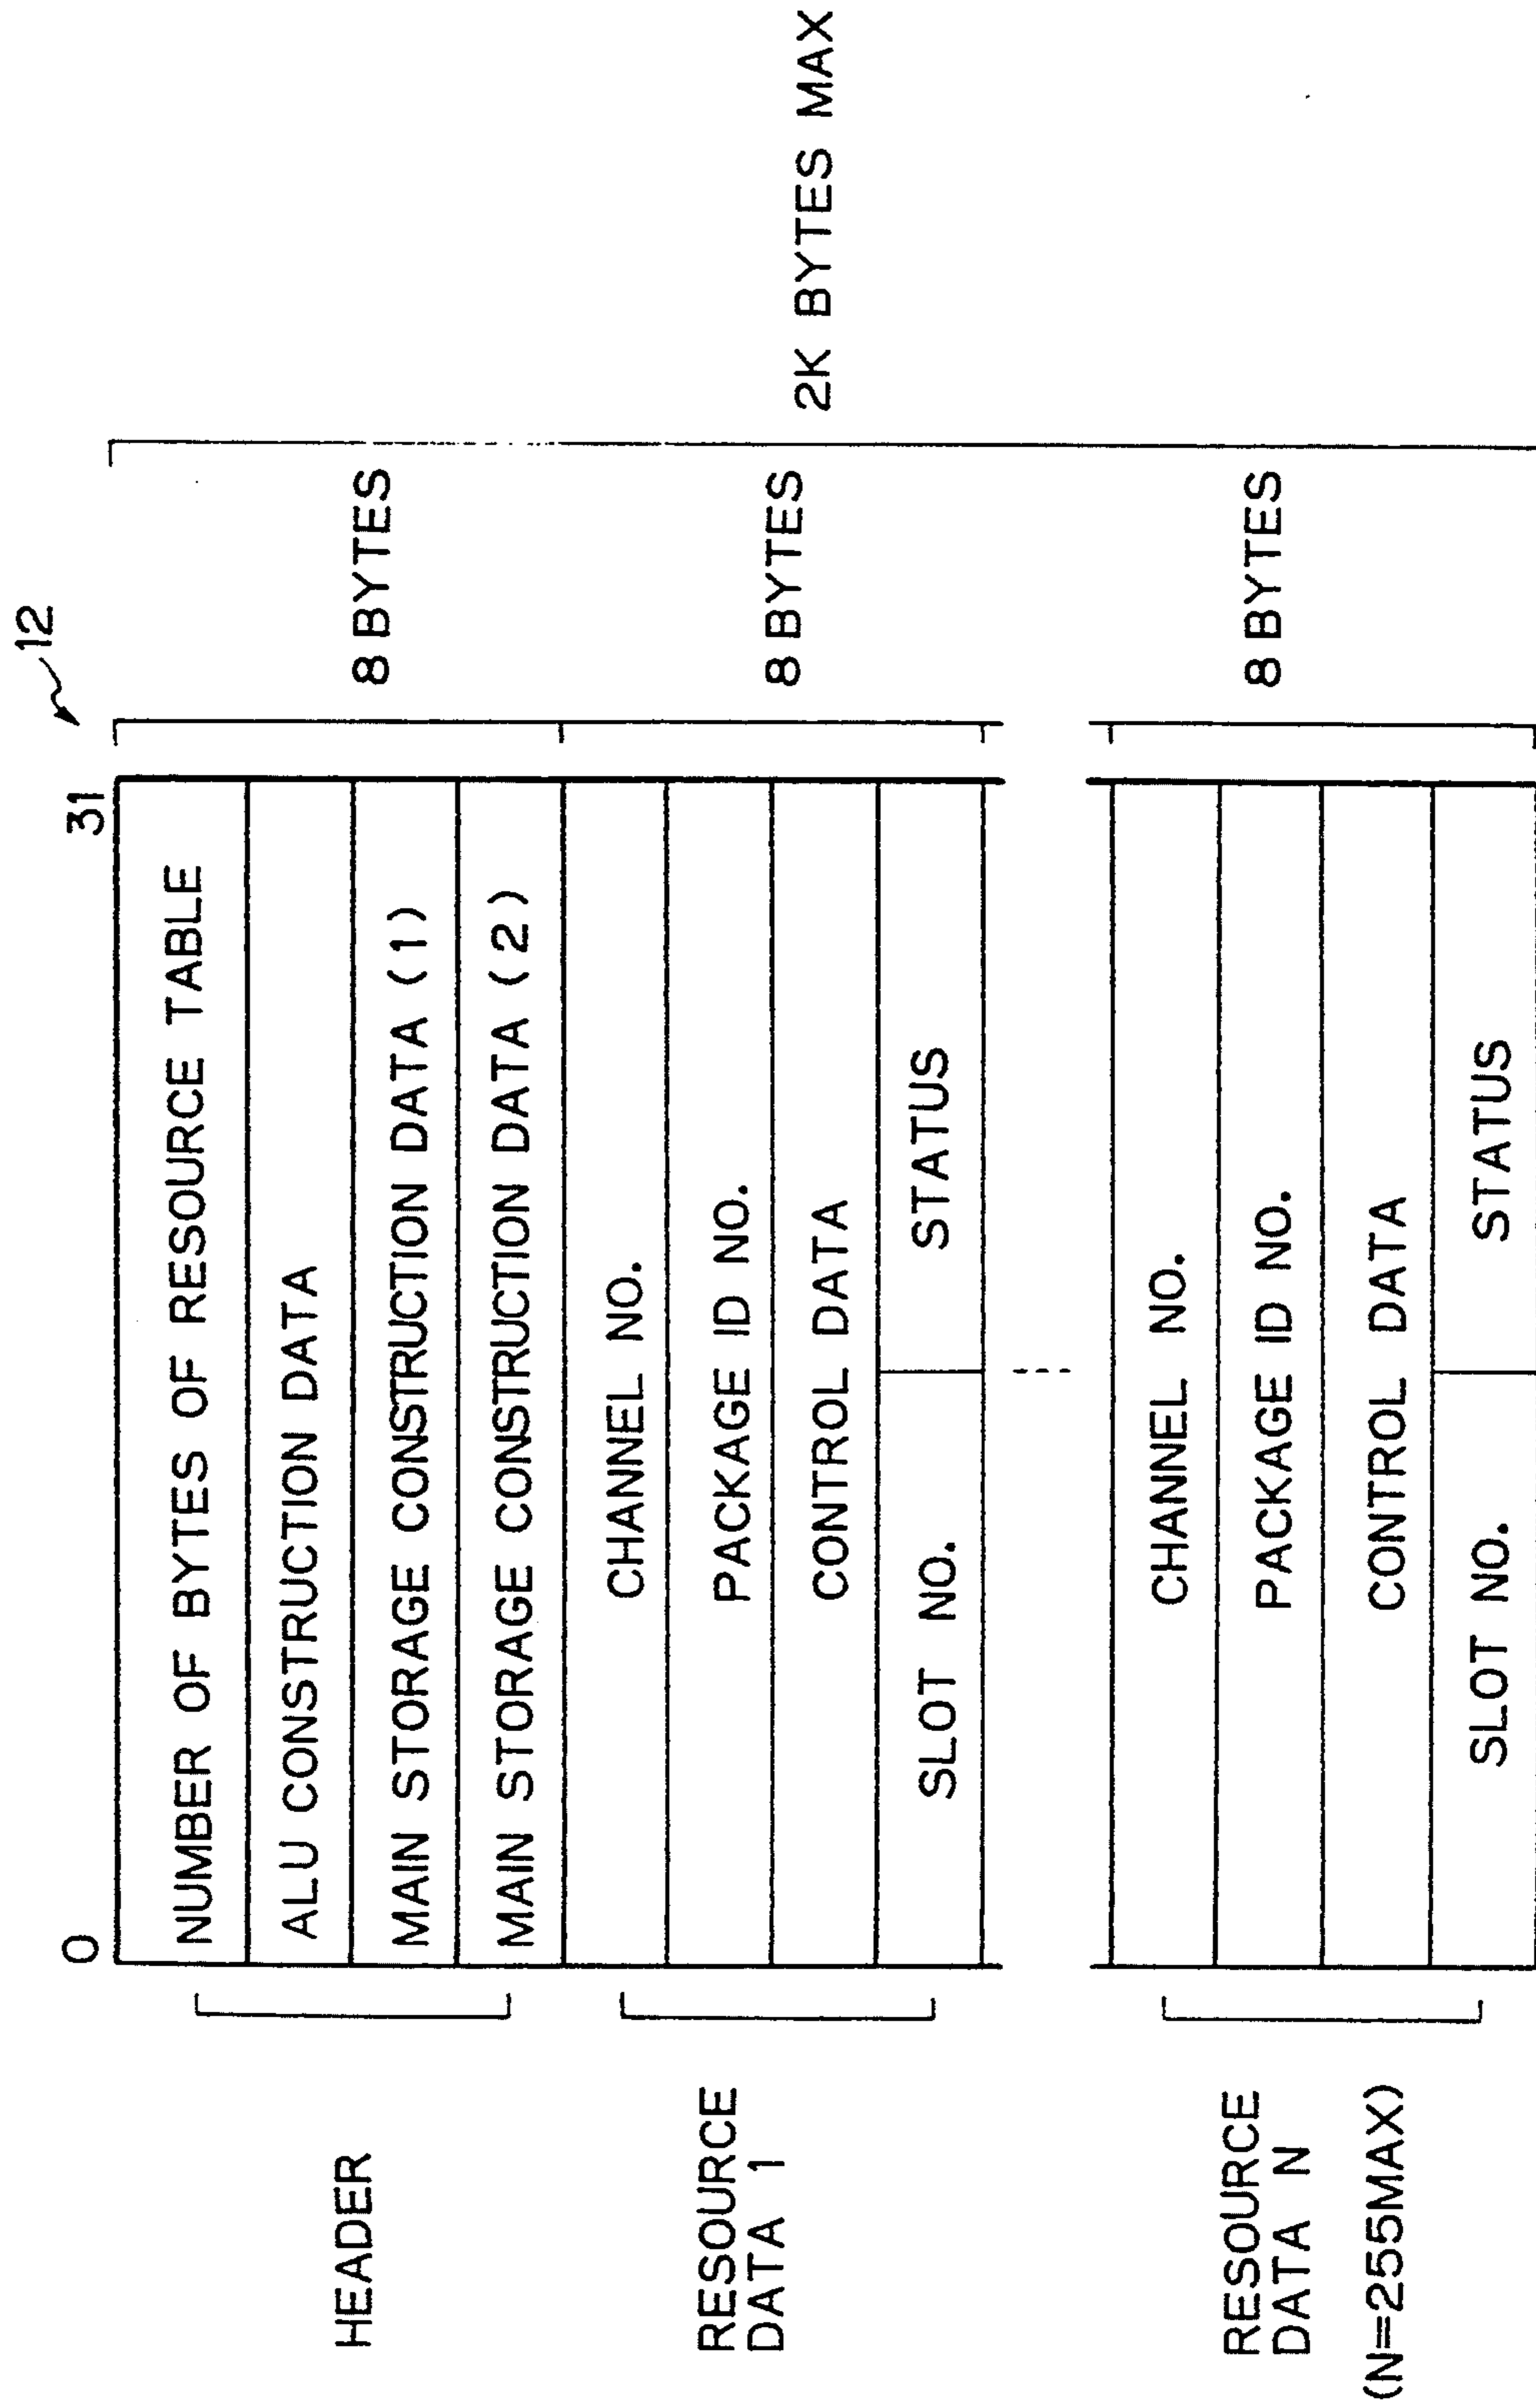 12
0
31
HEADER
NUMBER OF BYTES OF RESOURCE TABLE
ALU CONSTRUCTION DATA
MAIN STORAGE CONSTRUCTION DATA (1)
MAIN STORAGE CONSTRUCTION DATA (2)
8 BYTES
RESOURCE
DATA 1
CHANNEL NO.
PACKAGE ID NO.
CONTROL DATA
SLOT NO.
STATUS
8 BYTES
2K BYTES MAX
RESOURCE
DATA N
(N=255MAX)
CHANNEL NO.
PACKAGE ID NO.
CONTROL DATA
SLOT NO.
STATUS
8 BYTES